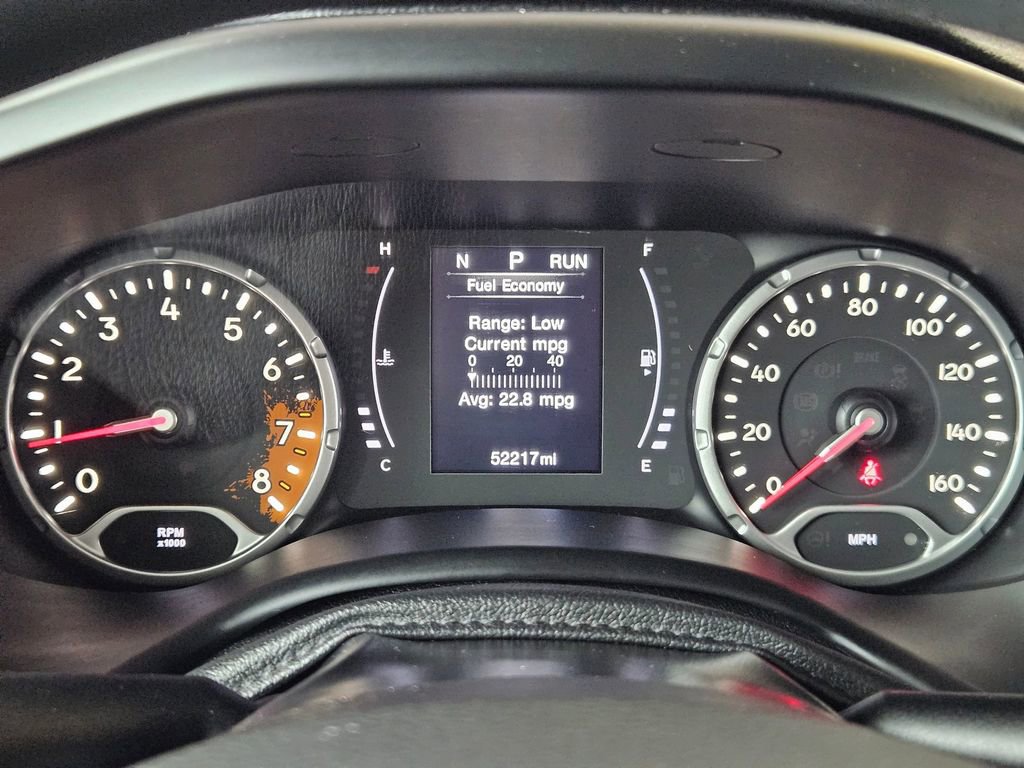 0
1
2
3
4
5
6
7
8
RPM
x1000
H
C
N P RUN
Fuel Economy
Range: Low
Current mpg
0 20 40
Avg: 22.8 mpg
52217mi
F
E
0
20
40
60
80
100
120
140
160
BRAKE
MPH